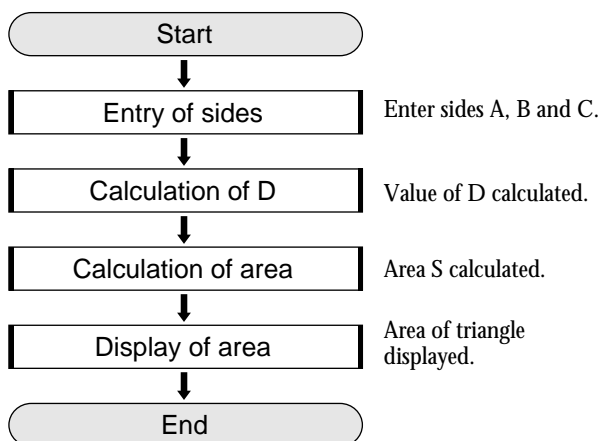 Start
Entry of sides
Enter sides A, B and C.
Calculation of D
Value of D calculated.
Calculation of area
Area S calculated.
Display of area
Area of triangle
displayed.
End